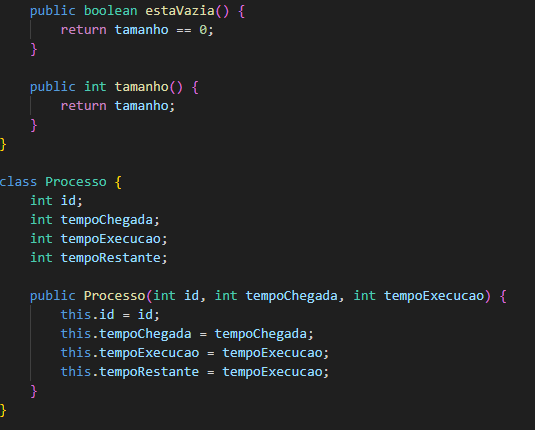 public boolean estaVazia() {
        return tamanho == 0;
    }

    public int tamanho() {
        return tamanho;
    }
}

class Processo {
    int id;
    int tempoChegada;
    int tempoExecucao;
    int tempoRestante;

    public Processo(int id, int tempoChegada, int tempoExecucao) {
        this.id = id;
        this.tempoChegada = tempoChegada;
        this.tempoExecucao = tempoExecucao;
        this.tempoRestante = tempoExecucao;
    }
}